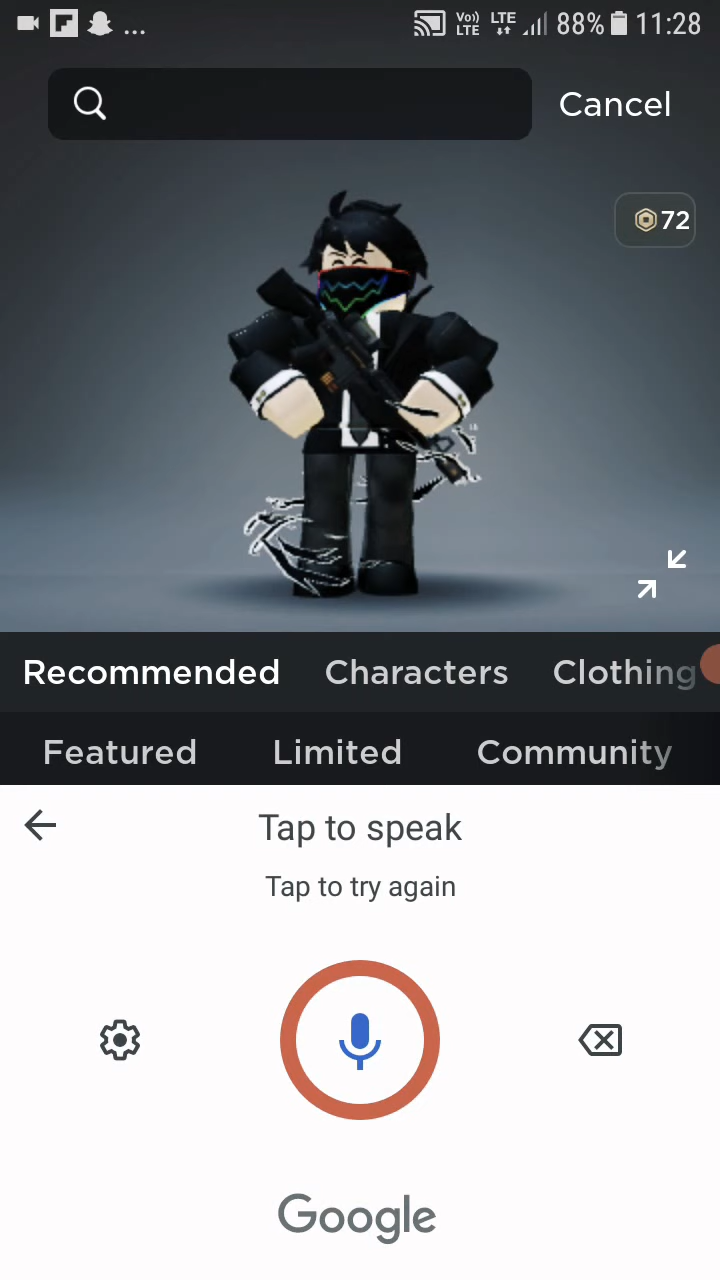 ... Vo)) LTE LTE 88% 11:28
Cancel
72
Recommended Characters Clothing
Featured Limited Community
Tap to speak
Tap to try again
Google